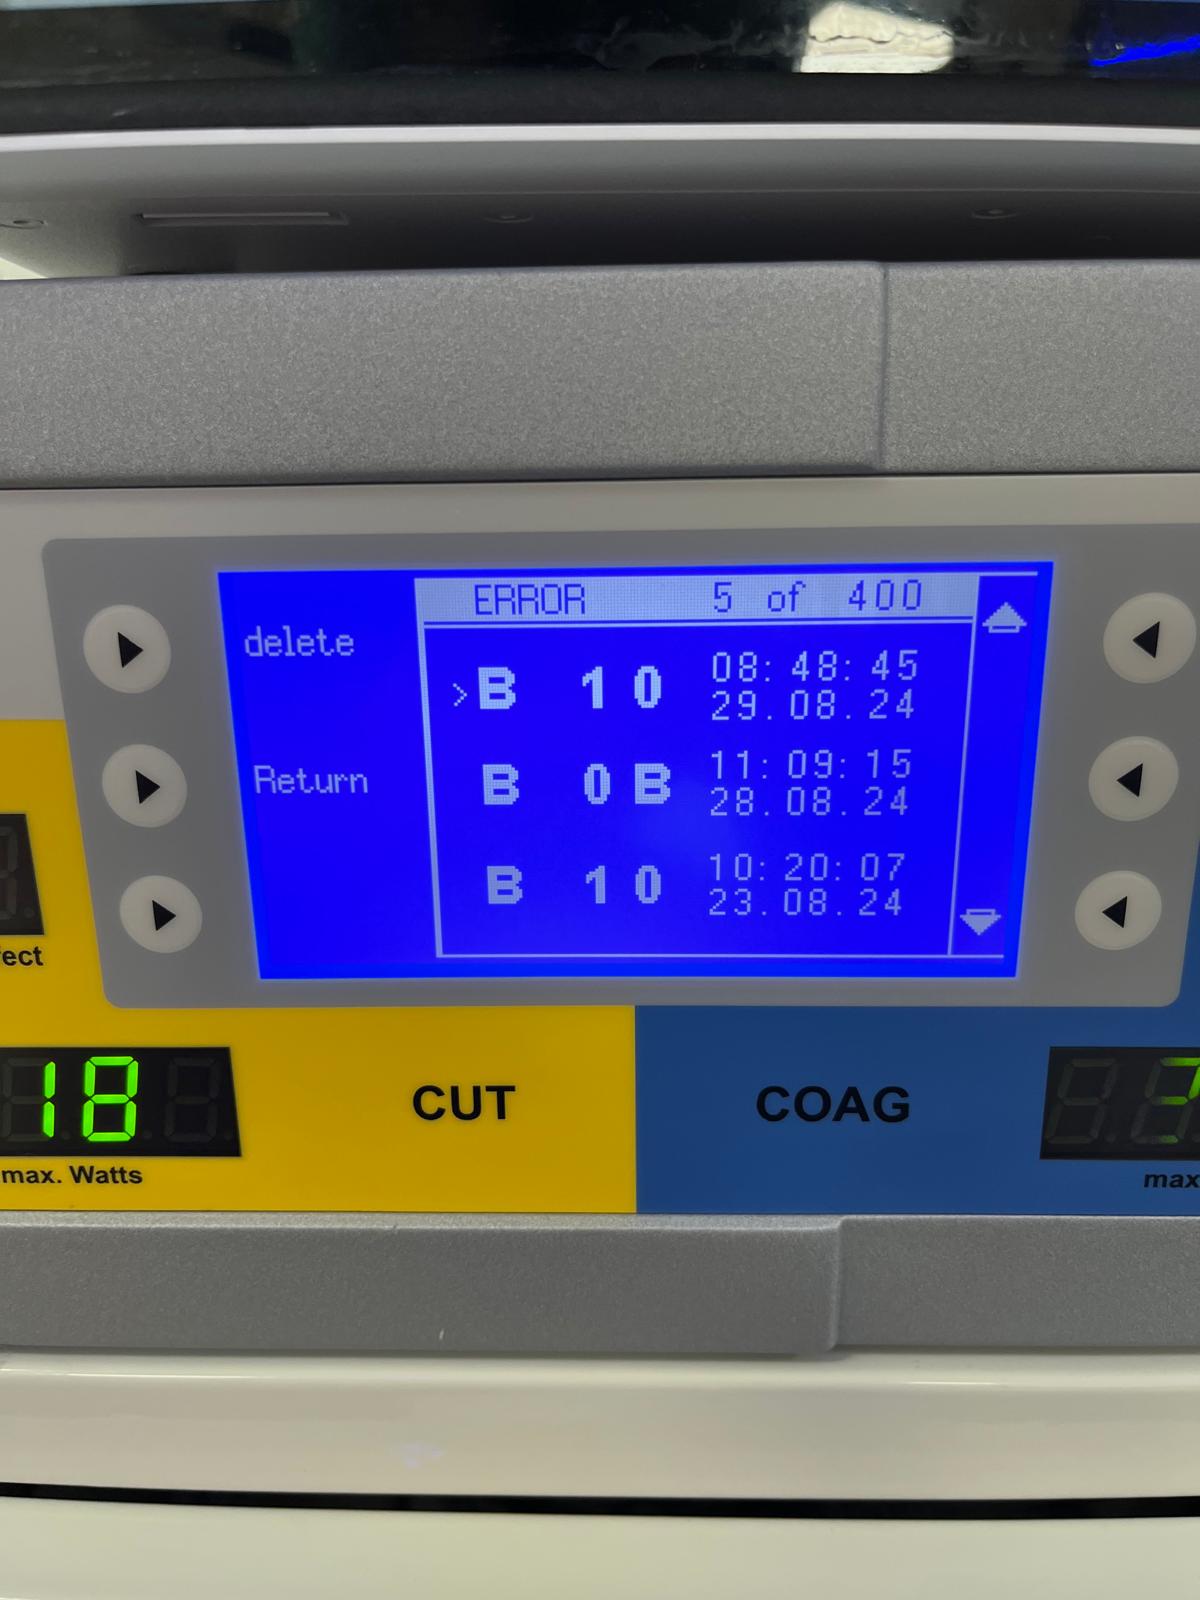 ERROR 5 of 400
delete
>B 10 08:48:45
29.08.24
Return
B 0B 11:09:15
28.08.24
B 10 10:20:07
23.08.24
ect
18
CUT
COAG
max. Watts
max